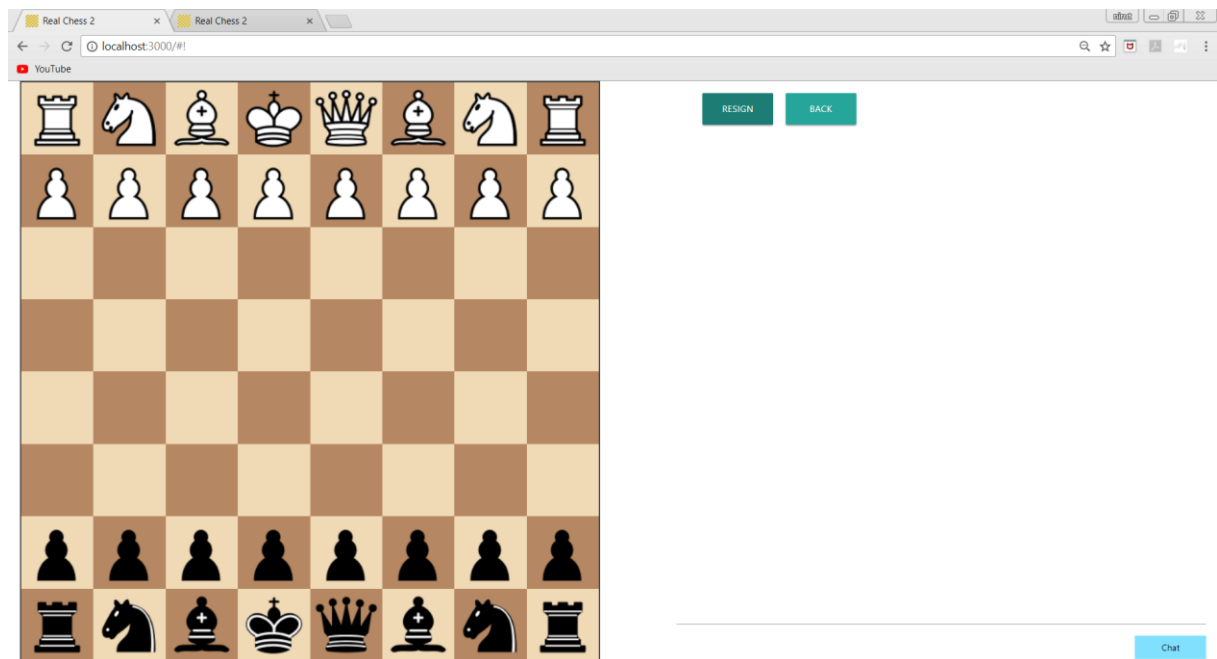 Real Chess 2
Real Chess 2
localhost:3000/#!
YouTube
RESIGN
BACK
Chat